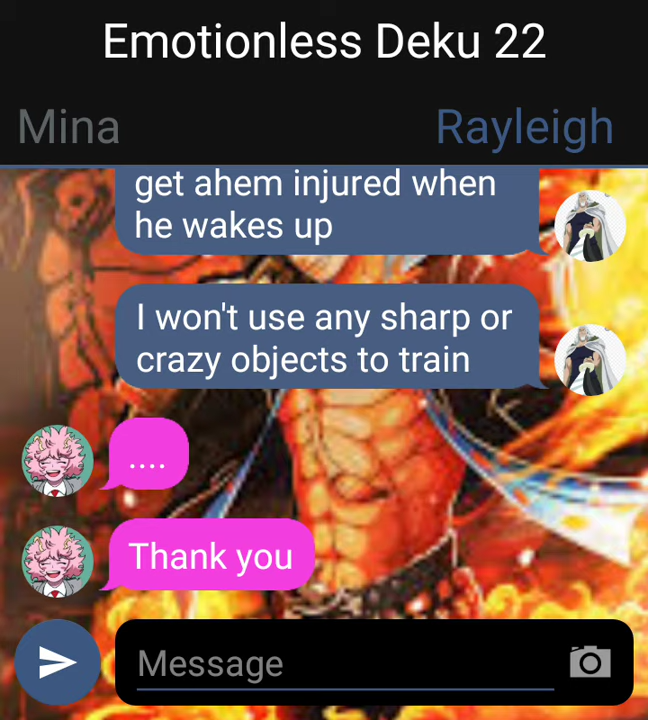 Emotionless Deku 22
Mina
Rayleigh
get ahem injured when
he wakes up
I won't use any sharp or
crazy objects to train
....
Thank you
Message